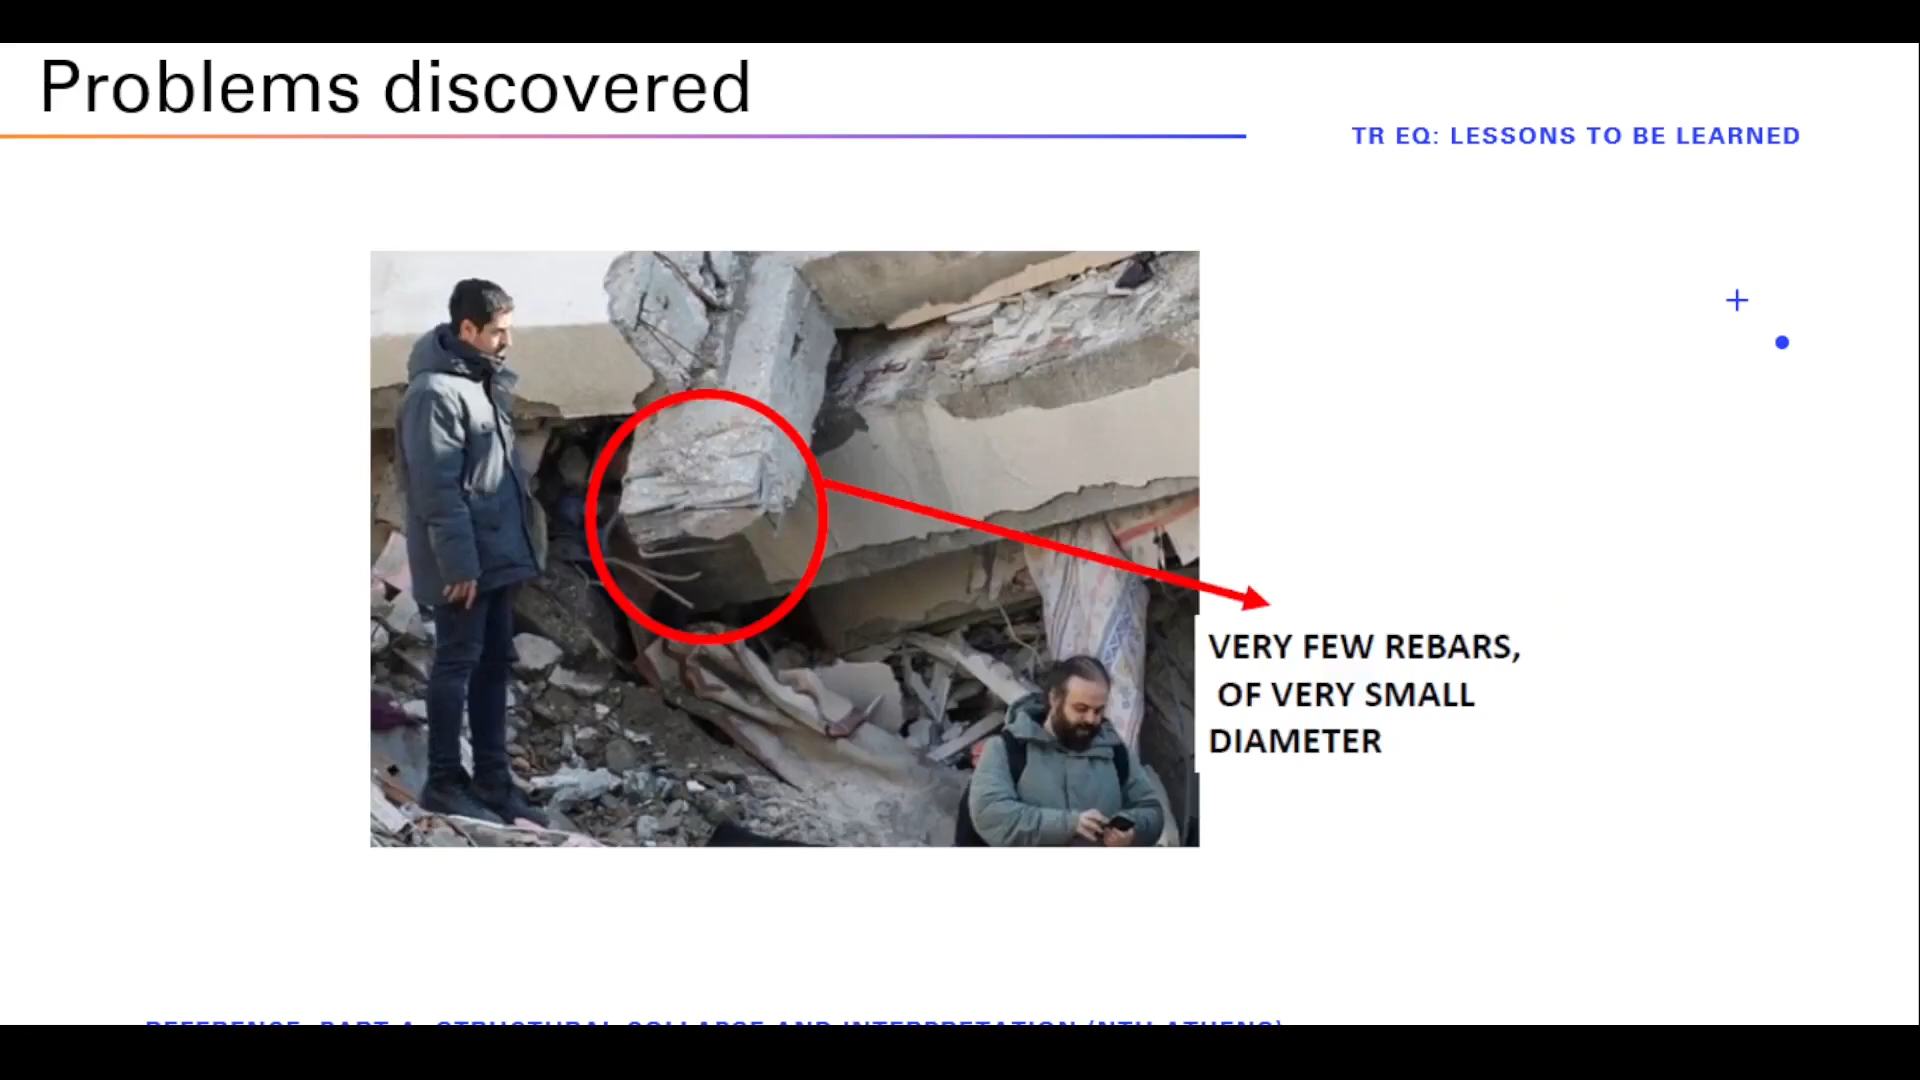 Problems discovered
TR EQ: LESSONS TO BE LEARNED
VERY FEW REBARS,
OF VERY SMALL
DIAMETER
REFERENCE: PART A: STRUCTURAL COLLAPSE AND INTERPRETATION (NTU ATHENS)